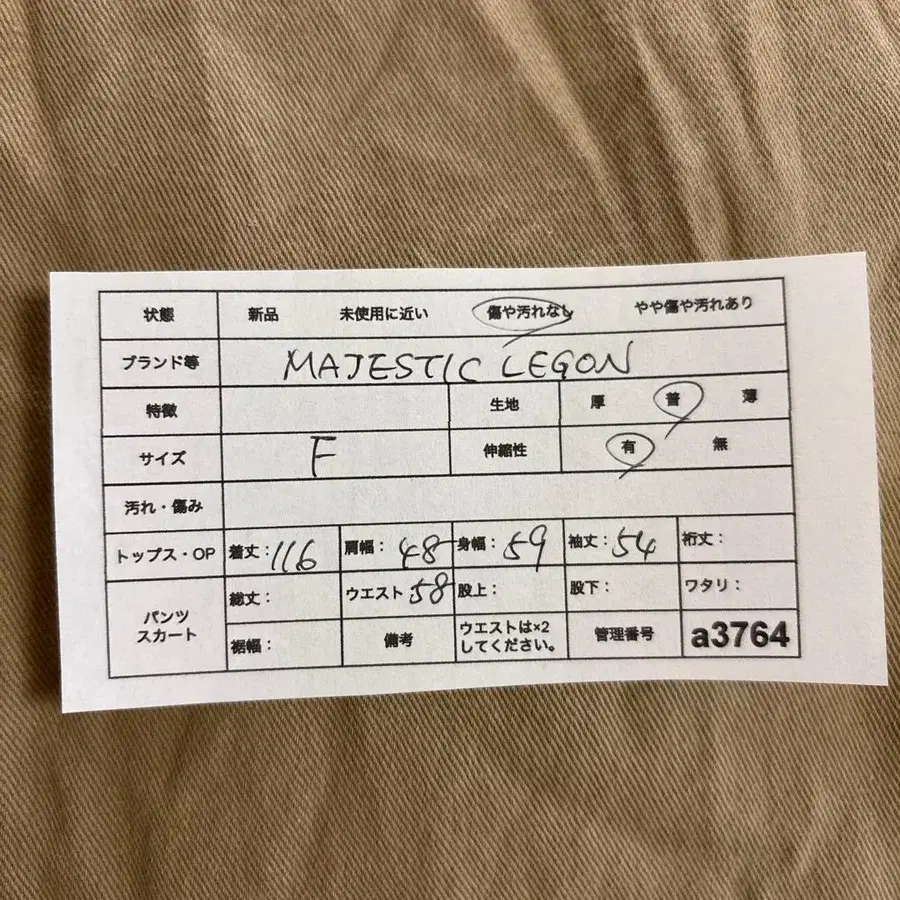 状態 新品 未使用に近い 傷や汚れなし やや傷や汚れあり
ブランド等 MAJESTIC LEGON
特徴 生地 厚 普 薄
サイズ F 伸縮性 有 無
汚れ・傷み
トップス・OP 着丈：116 肩幅：48 身幅：59 袖丈：54 裄丈：
パンツ
スカート
総丈： ウエスト 58 股上： 股下： ワタリ：
裾幅： 備考 ウエストは×2
してください。 管理番号 a3764